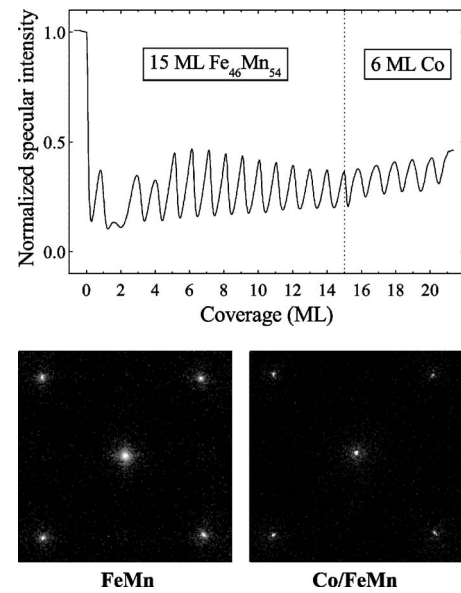 1.0
15 ML Fe46Mn54
6 ML Co
Normalized specular intensity
0.5
0.0
0 2 4 6 8 10 12 14 16 18 20
Coverage (ML)
FeMn
Co/FeMn